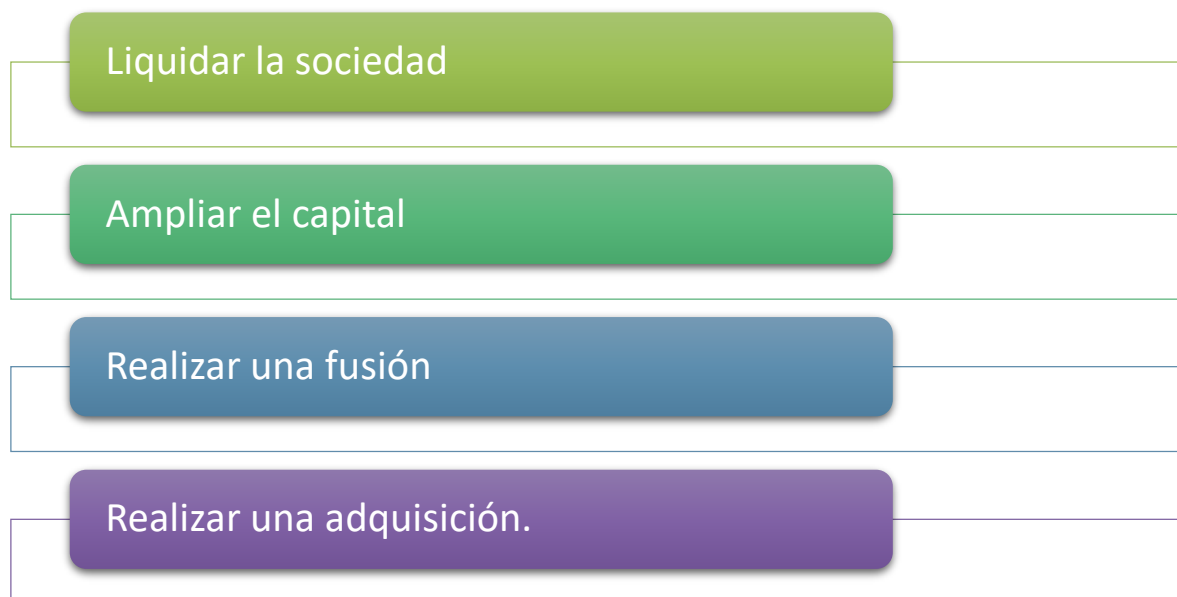 Liquidar la sociedad
Ampliar el capital
Realizar una fusión
Realizar una adquisición.